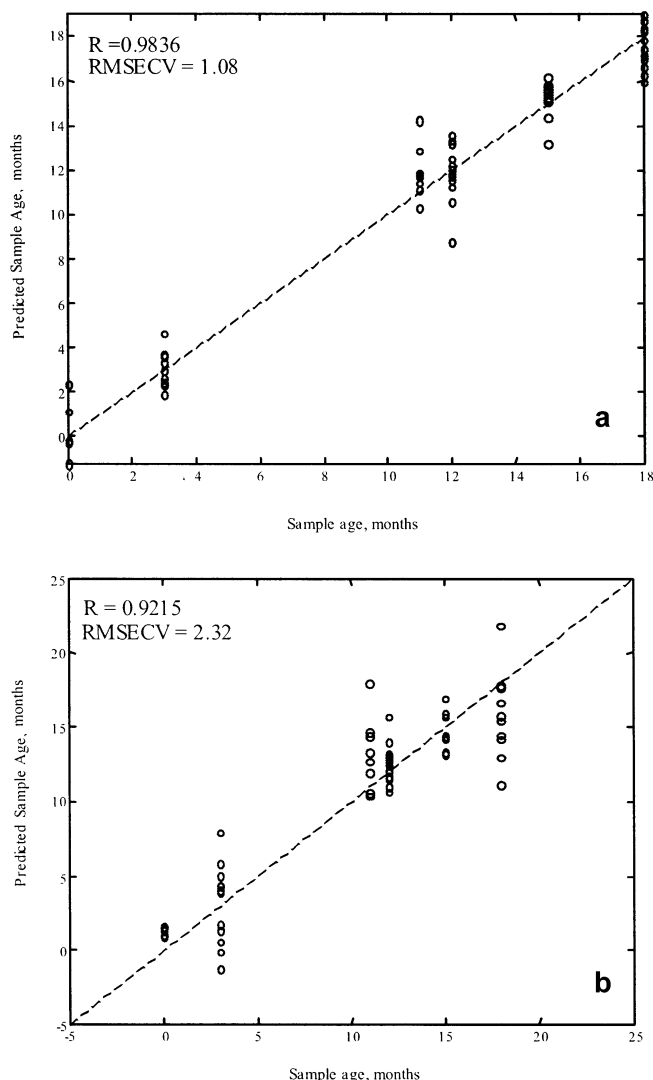 R =0.9836
RMSECV = 1.08
18
16
14
12
10
8
6
4
2
0
Predicted Sample Age, months
0 2 4 6 8 10 12 14 16 18
a
Sample age, months
R = 0.9215
RMSECV = 2.32
25
20
15
10
5
0
-5
Predicted Sample Age, months
-5 0 5 10 15 20 25
b
Sample age, months